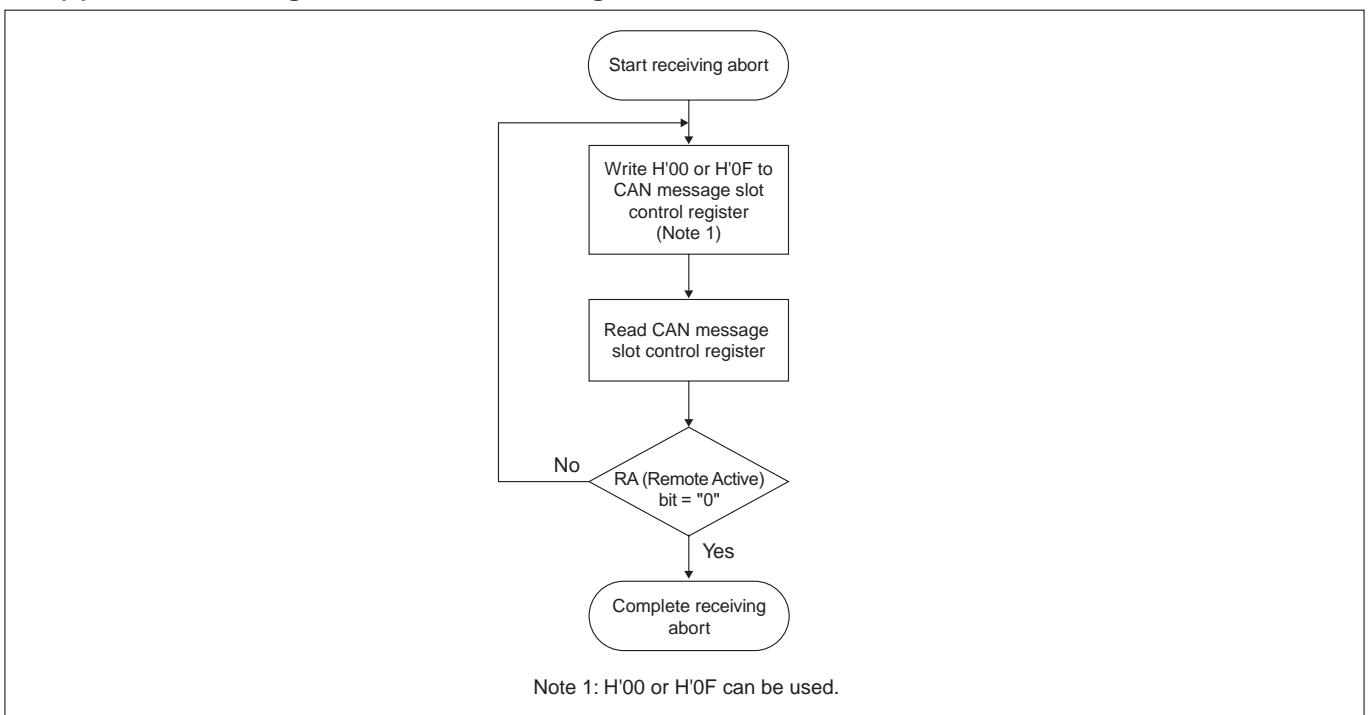 Start receiving abort
Write H'00 or H'0F to
CAN message slot
control register
(Note 1)
Read CAN message
slot control register
No
RA (Remote Active)
bit = "0"
Yes
Complete receiving
abort
Note 1: H'00 or H'0F can be used.